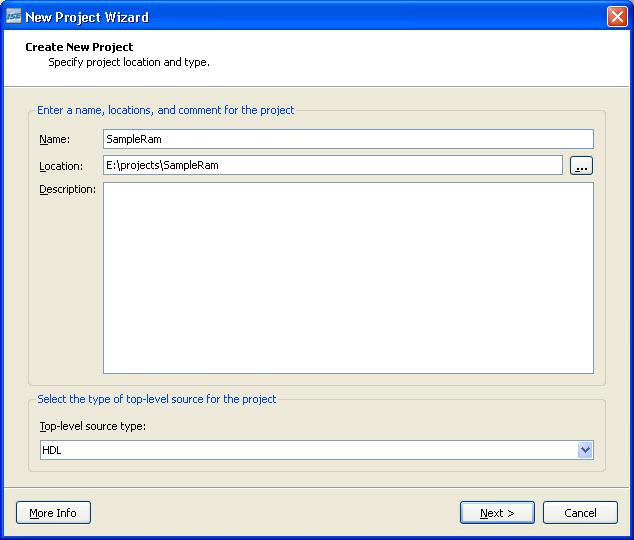 ISE New Project Wizard
Create New Project
Specify project location and type.
Enter a name, locations, and comment for the project
Name: SampleRam
Location: E:\projects\SampleRam ...
Description:
Select the type of top-level source for the project
Top-level source type:
HDL
More Info Next > Cancel